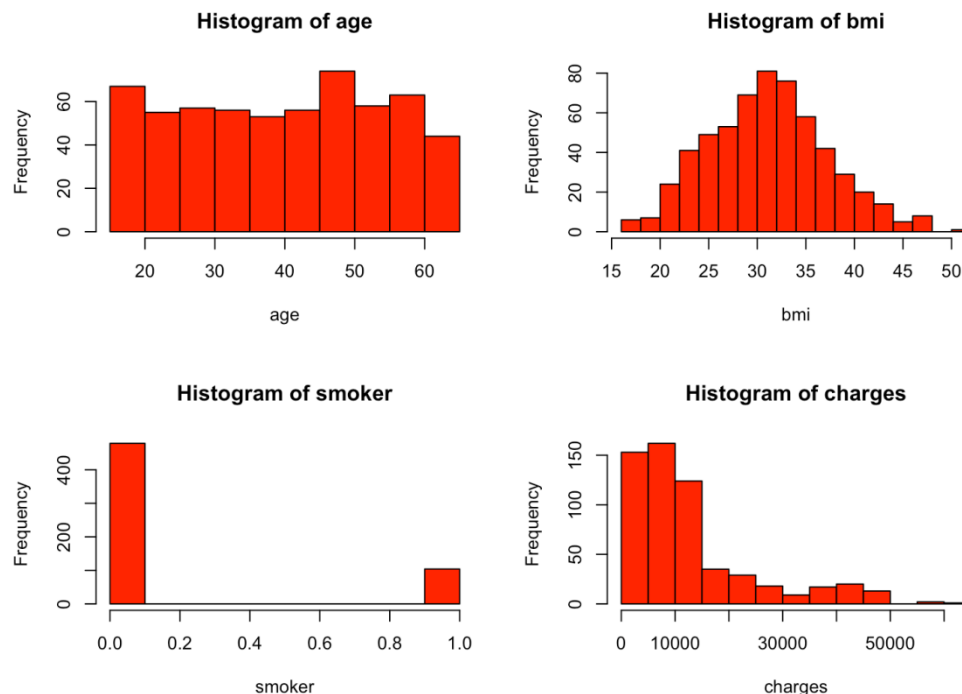 Histogram of age
Frequency
0 20 40 60
20 30 40 50 60
age
Histogram of bmi
Frequency
0 20 40 60 80
15 20 25 30 35 40 45 50
bmi
Histogram of smoker
Frequency
0 200 400
0.0 0.2 0.4 0.6 0.8 1.0
smoker
Histogram of charges
Frequency
0 50 100 150
0 10000 30000 50000
charges